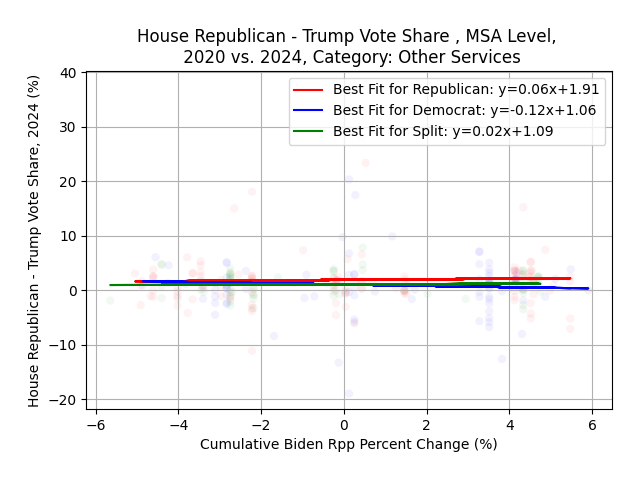 House Republican - Trump Vote Share , MSA Level,
2020 vs. 2024, Category: Other Services
Best Fit for Republican: y=0.06x+1.91
Best Fit for Democrat: y=-0.12x+1.06
Best Fit for Split: y=0.02x+1.09
House Republican - Trump Vote Share, 2024 (%)
40
30
20
10
0
−10
−20
−6 −4 −2 0 2 4 6
Cumulative Biden Rpp Percent Change (%)